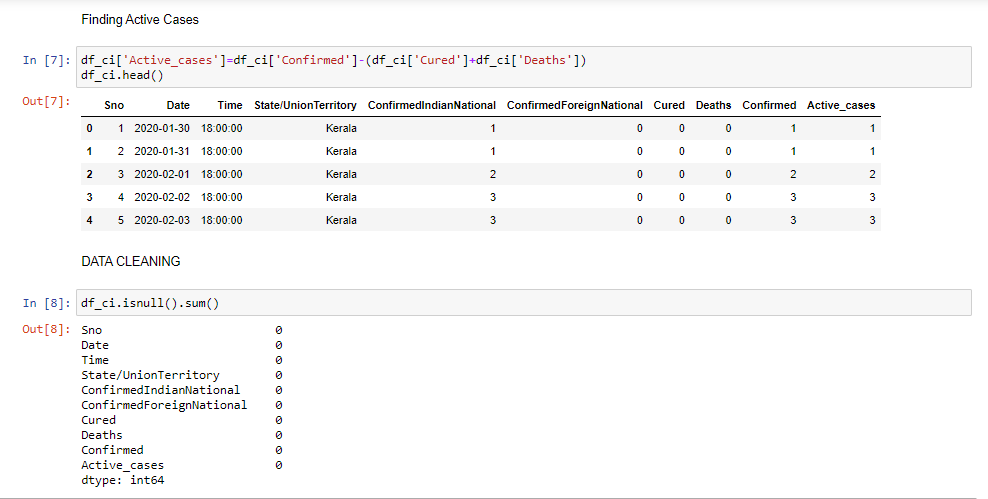 Finding Active Cases
In [7]: df_ci['Active_cases']=df_ci['Confirmed']-(df_ci['Cured']+df_ci['Deaths'])
df_ci.head()
Out[7]:
Sno Date Time State/UnionTerritory ConfirmedIndianNational ConfirmedForeignNational Cured Deaths Confirmed Active_cases
0 1 2020-01-30 18:00:00 Kerala 1 0 0 0 1 1
1 2 2020-01-31 18:00:00 Kerala 1 0 0 0 1 1
2 3 2020-02-01 18:00:00 Kerala 2 0 0 0 2 2
3 4 2020-02-02 18:00:00 Kerala 3 0 0 0 3 3
4 5 2020-02-03 18:00:00 Kerala 3 0 0 0 3 3
DATA CLEANING
In [8]: df_ci.isnull().sum()
Out[8]: Sno 0
Date 0
Time 0
State/UnionTerritory 0
ConfirmedIndianNational 0
ConfirmedForeignNational 0
Cured 0
Deaths 0
Confirmed 0
Active_cases 0
dtype: int64